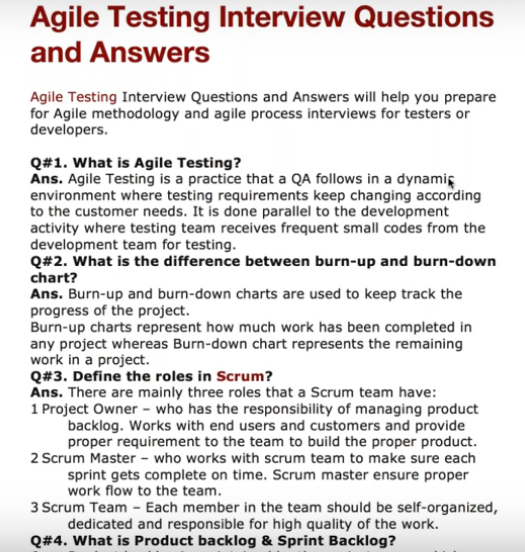 Agile Testing Interview Questions
and Answers
Agile Testing Interview Questions and Answers will help you prepare
for Agile methodology and agile process interviews for testers or
developers.
Q#1. What is Agile Testing?
Ans. Agile Testing is a practice that a QA follows in a dynamic
environment where testing requirements keep changing according
to the customer needs. It is done parallel to the development
activity where testing team receives frequent small codes from the
development team for testing.
Q#2. What is the difference between burn-up and burn-down
chart?
Ans. Burn-up and burn-down charts are used to keep track the
progress of the project.
Burn-up charts represent how much work has been completed in
any project whereas Burn-down chart represents the remaining
work in a project.
Q#3. Define the roles in Scrum?
Ans. There are mainly three roles that a Scrum team have:
1 Project Owner – who has the responsibility of managing product
backlog. Works with end users and customers and provide
proper requirement to the team to build the proper product.
2 Scrum Master – who works with scrum team to make sure each
sprint gets complete on time. Scrum master ensure proper
work flow to the team.
3 Scrum Team – Each member in the team should be self-organized,
dedicated and responsible for high quality of the work.
Q#4. What is Product backlog & Sprint Backlog?